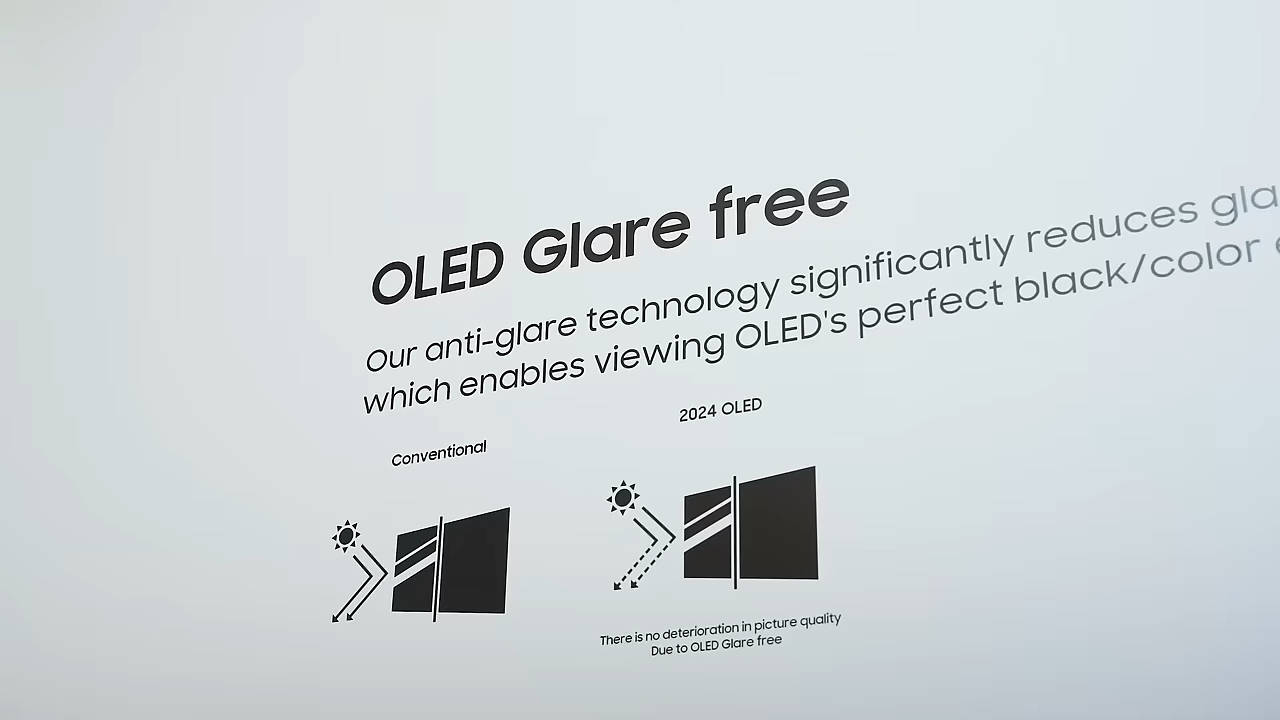 OLED Glare free
Our anti-glare technology significantly reduces
which enables viewing OLED's perfect black/color
Conventional
2024 OLED
There is no deterioration in picture quality
Due to OLED Glare free